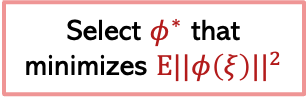 Select ϕ* that
minimizes E||ϕ(ξ)||²